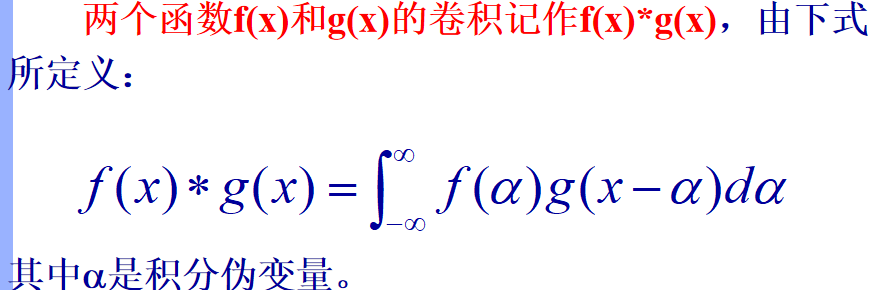 两个函数f(x)和g(x)的卷积记作f(x)*g(x)，由下式
所定义：
f(x)*g(x)=∫_{-∞}^{∞} f(α)g(x−α)dα
其中α是积分伪变量。